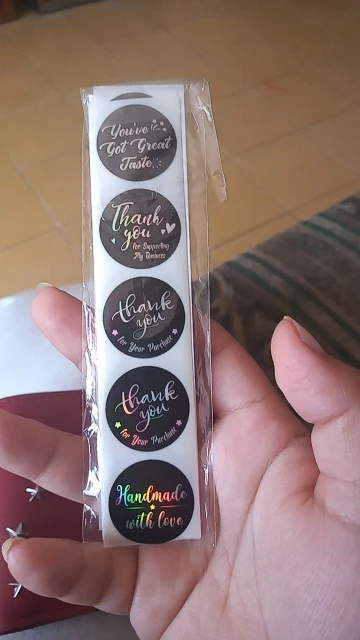 You've
Got Great
Taste
Thank
you
for Supporting
My Business
thank
you
for Your Purchase
thank
you
for Your Purchase
Handmade
with love